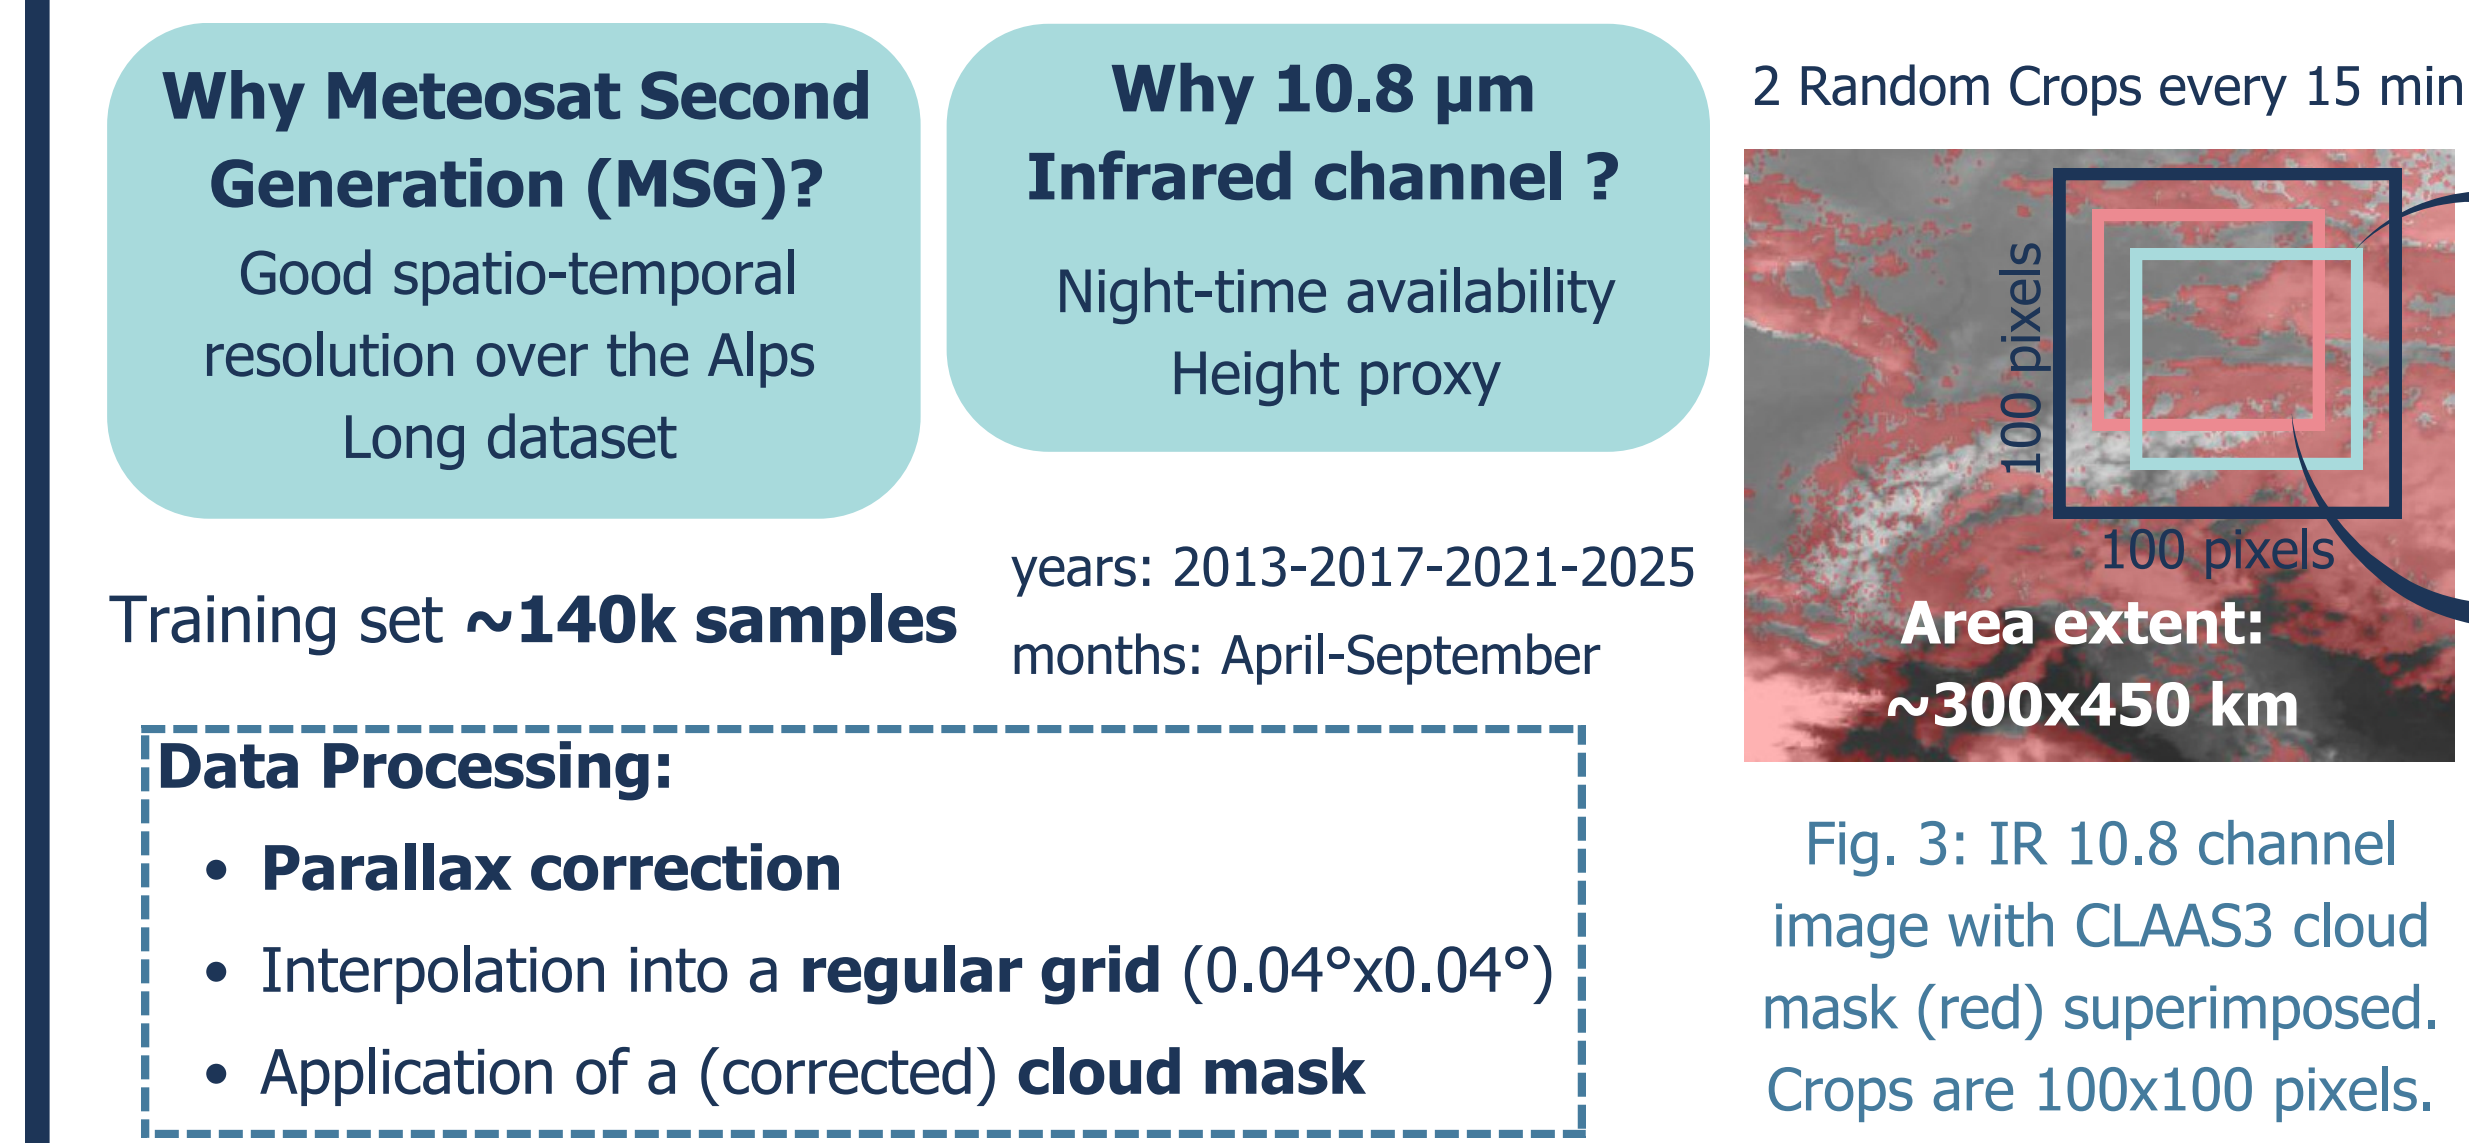 Why Meteosat Second
Generation (MSG)?
Good spatio-temporal
resolution over the Alps
Long dataset
Why 10.8 µm
Infrared channel ?
Night-time availability
Height proxy
2 Random Crops every 15 min
100 pixels
100 pixels
Area extent:
~300x450 km
Training set ~140k samples
years: 2013-2017-2021-2025
months: April-September
Data Processing:
• Parallax correction
• Interpolation into a regular grid (0.04°x0.04°)
• Application of a (corrected) cloud mask
Fig. 3: IR 10.8 channel
image with CLAAS3 cloud
mask (red) superimposed.
Crops are 100x100 pixels.